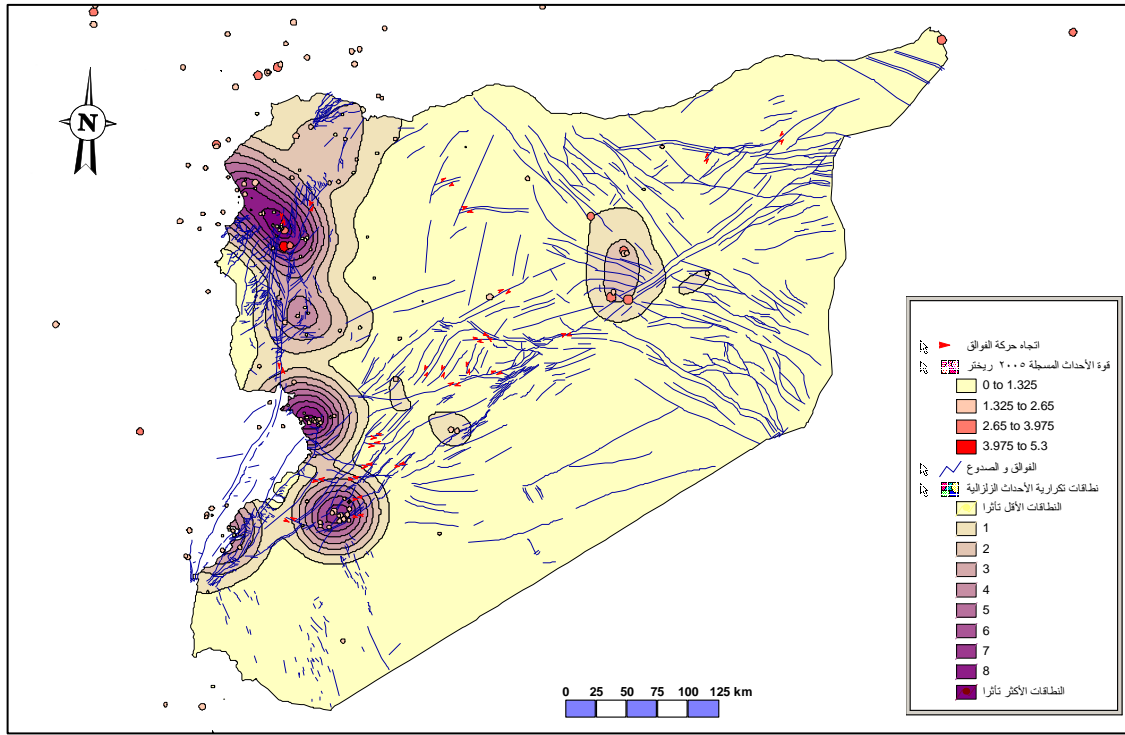 N
اتجاه حركة الفوالق
قوة الأحداث المسجلة ٢٠٠٥ ريختر
0 to 1.325
1.325 to 2.65
2.65 to 3.975
3.975 to 5.3
الفوالق و الصدوع
نطاقات تكرارية الأحداث الزلزالية
النطاقات الأقل تأثرا
1
2
3
4
5
6
7
8
النطاقات الأكثر تأثرا
0 25 50 75 100 125 km